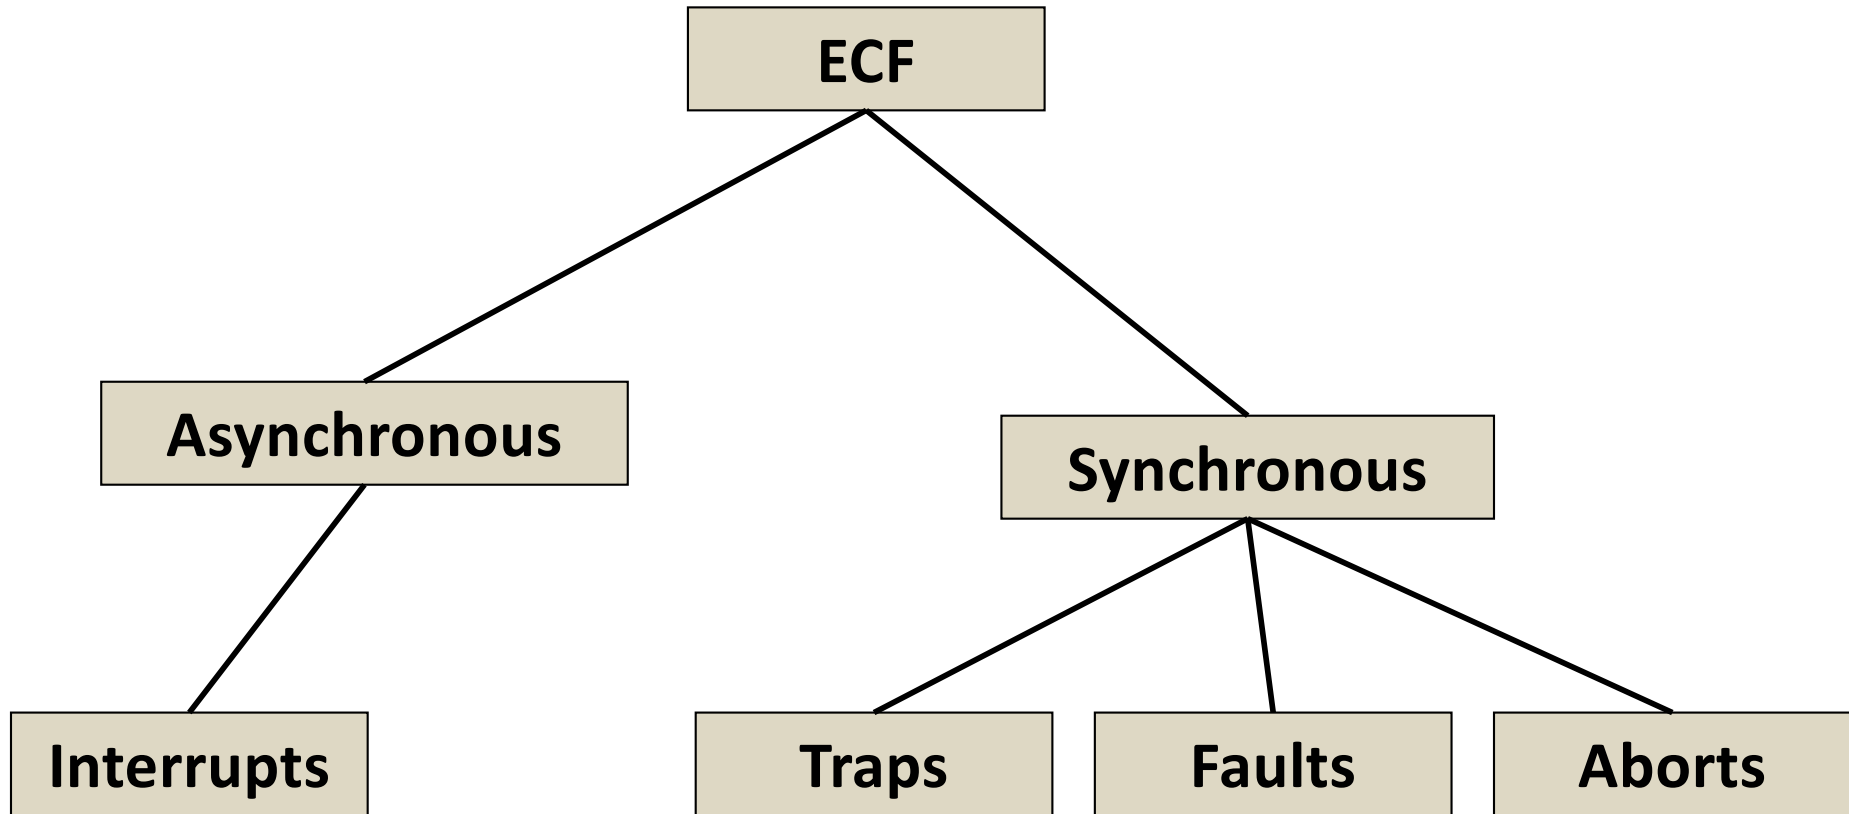 ECF
Asynchronous
Synchronous
Interrupts
Traps
Faults
Aborts